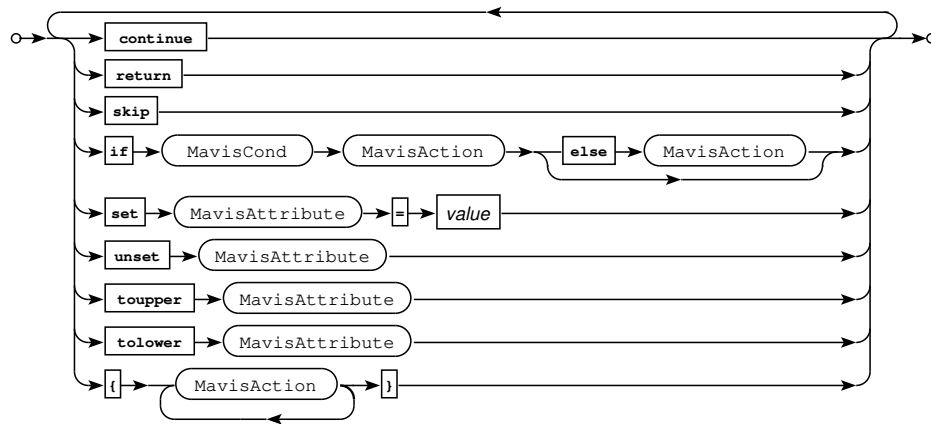 continue
return
skip
if MavisCond MavisAction else MavisAction
set MavisAttribute = value
unset MavisAttribute
toupper MavisAttribute
tolower MavisAttribute
{ MavisAction }